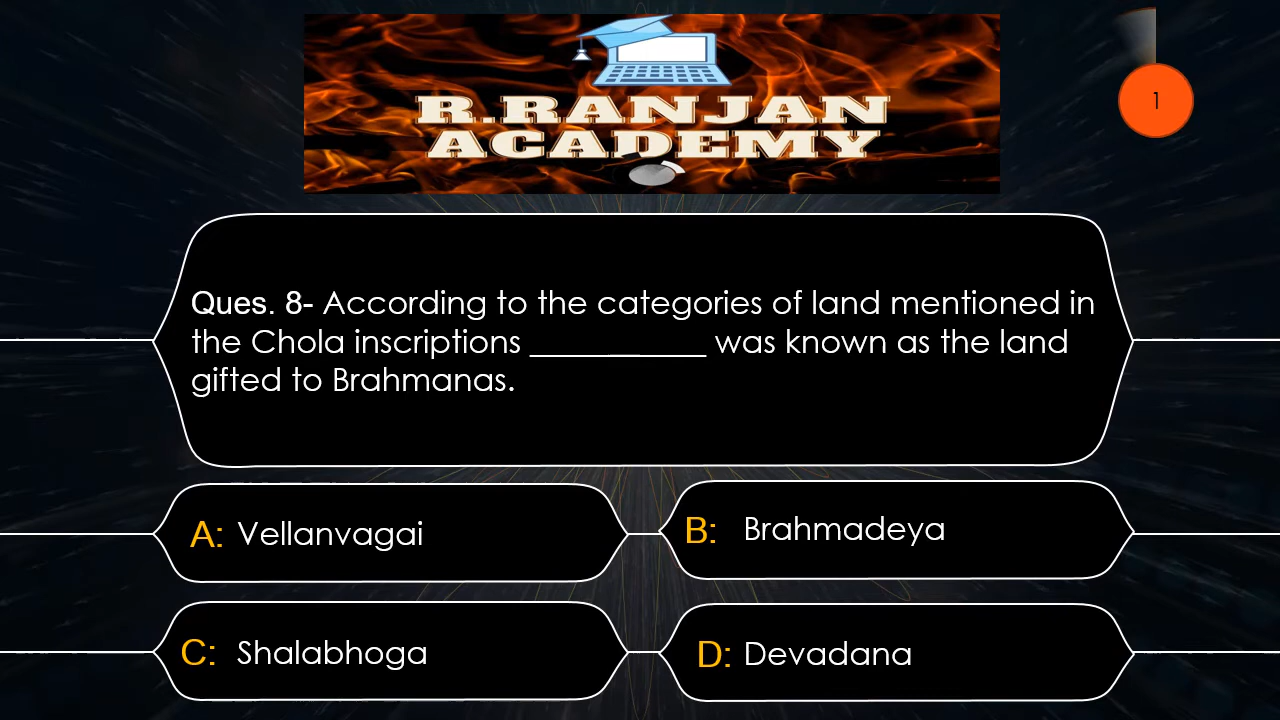 R.RANJAN
ACADEMY
1
Ques. 8- According to the categories of land mentioned in
the Chola inscriptions ___________ was known as the land
gifted to Brahmanas.
A: Vellanvagai
B: Brahmadeya
C: Shalabhoga
D: Devadana